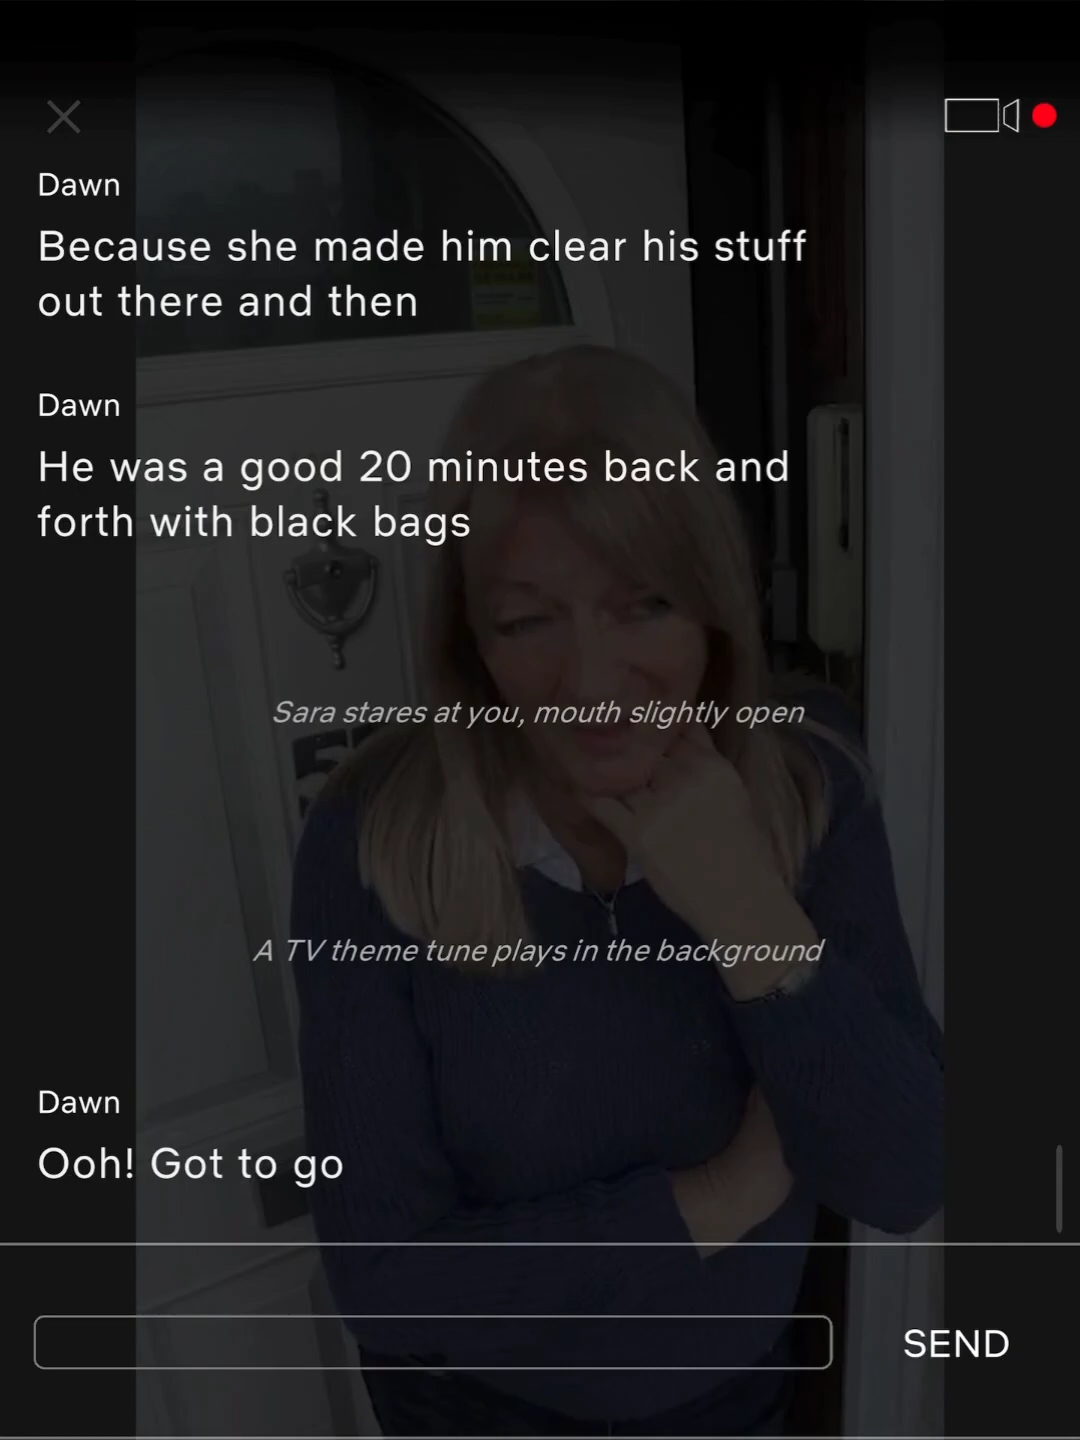 Dawn
Because she made him clear his stuff
out there and then
Dawn
He was a good 20 minutes back and
forth with black bags
Sara stares at you, mouth slightly open
A TV theme tune plays in the background
Dawn
Ooh! Got to go
SEND